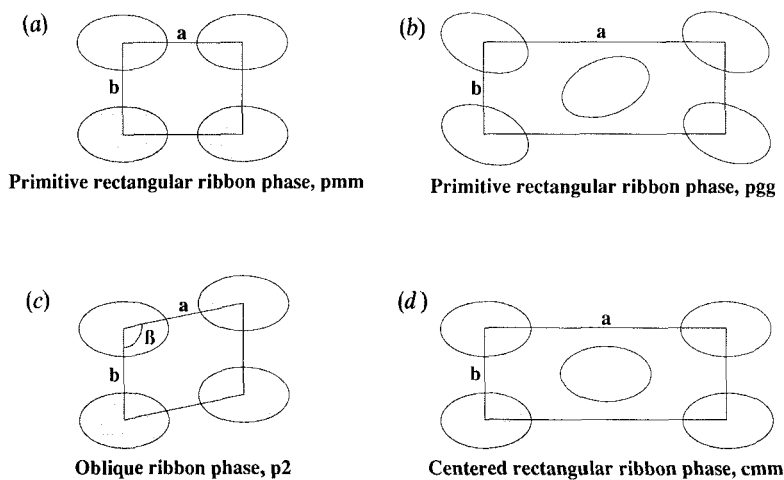 (a)
a
b
Primitive rectangular ribbon phase, pmm
(b)
a
b
Primitive rectangular ribbon phase, pgg
(c)
a
ß
b
Oblique ribbon phase, p2
(d)
a
b
Centered rectangular ribbon phase, cmm